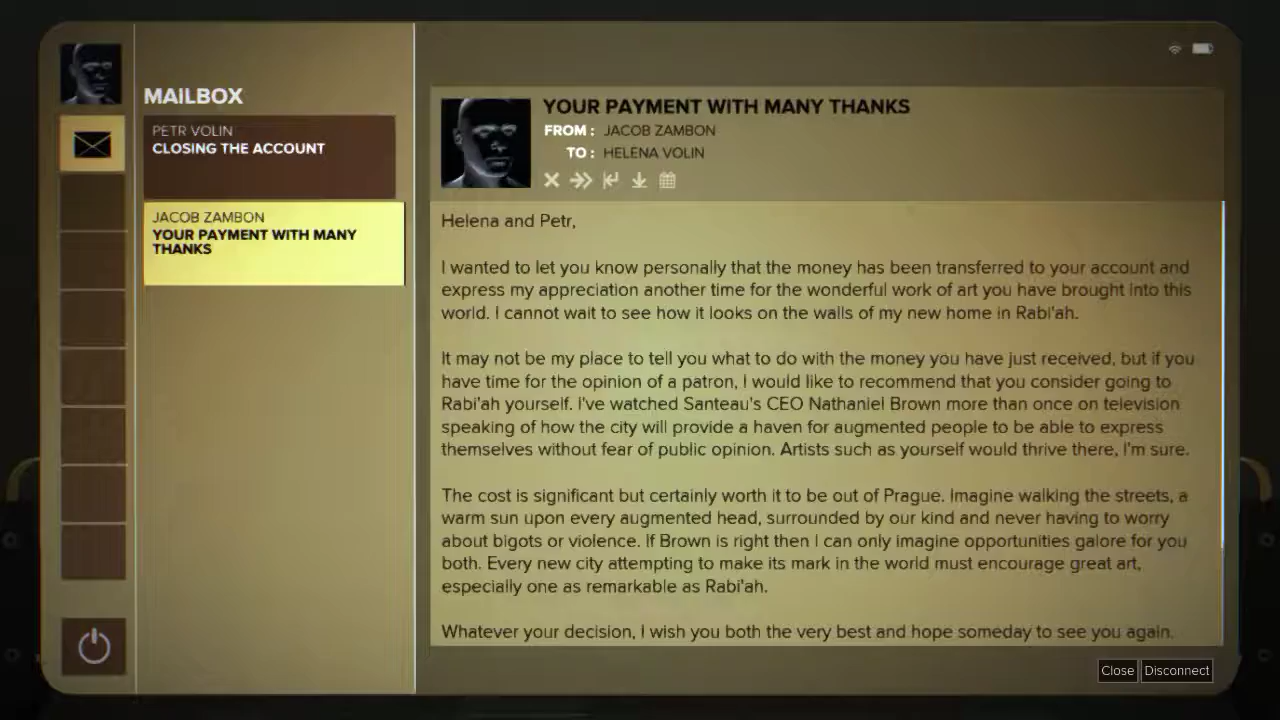 MAILBOX
PETR VOLIN
CLOSING THE ACCOUNT
JACOB ZAMBON
YOUR PAYMENT WITH MANY
THANKS
YOUR PAYMENT WITH MANY THANKS
FROM : JACOB ZAMBON
TO : HELENA VOLIN
Helena and Petr,
I wanted to let you know personally that the money has been transferred to your account and
express my appreciation another time for the wonderful work of art you have brought into this
world. I cannot wait to see how it looks on the walls of my new home in Rabi'ah.
It may not be my place to tell you what to do with the money you have just received, but if you
have time for the opinion of a patron, I would like to recommend that you consider going to
Rabi'ah yourself. I've watched Santeau's CEO Nathaniel Brown more than once on television
speaking of how the city will provide a haven for augmented people to be able to express
themselves without fear of public opinion. Artists such as yourself would thrive there, I'm sure.
The cost is significant but certainly worth it to be out of Prague. Imagine walking the streets, a
warm sun upon every augmented head, surrounded by our kind and never having to worry
about bigots or violence. If Brown is right then I can only imagine opportunities galore for you
both. Every new city attempting to make its mark in the world must encourage great art,
especially one as remarkable as Rabi'ah.
Whatever your decision, I wish you both the very best and hope someday to see you again.
Close Disconnect